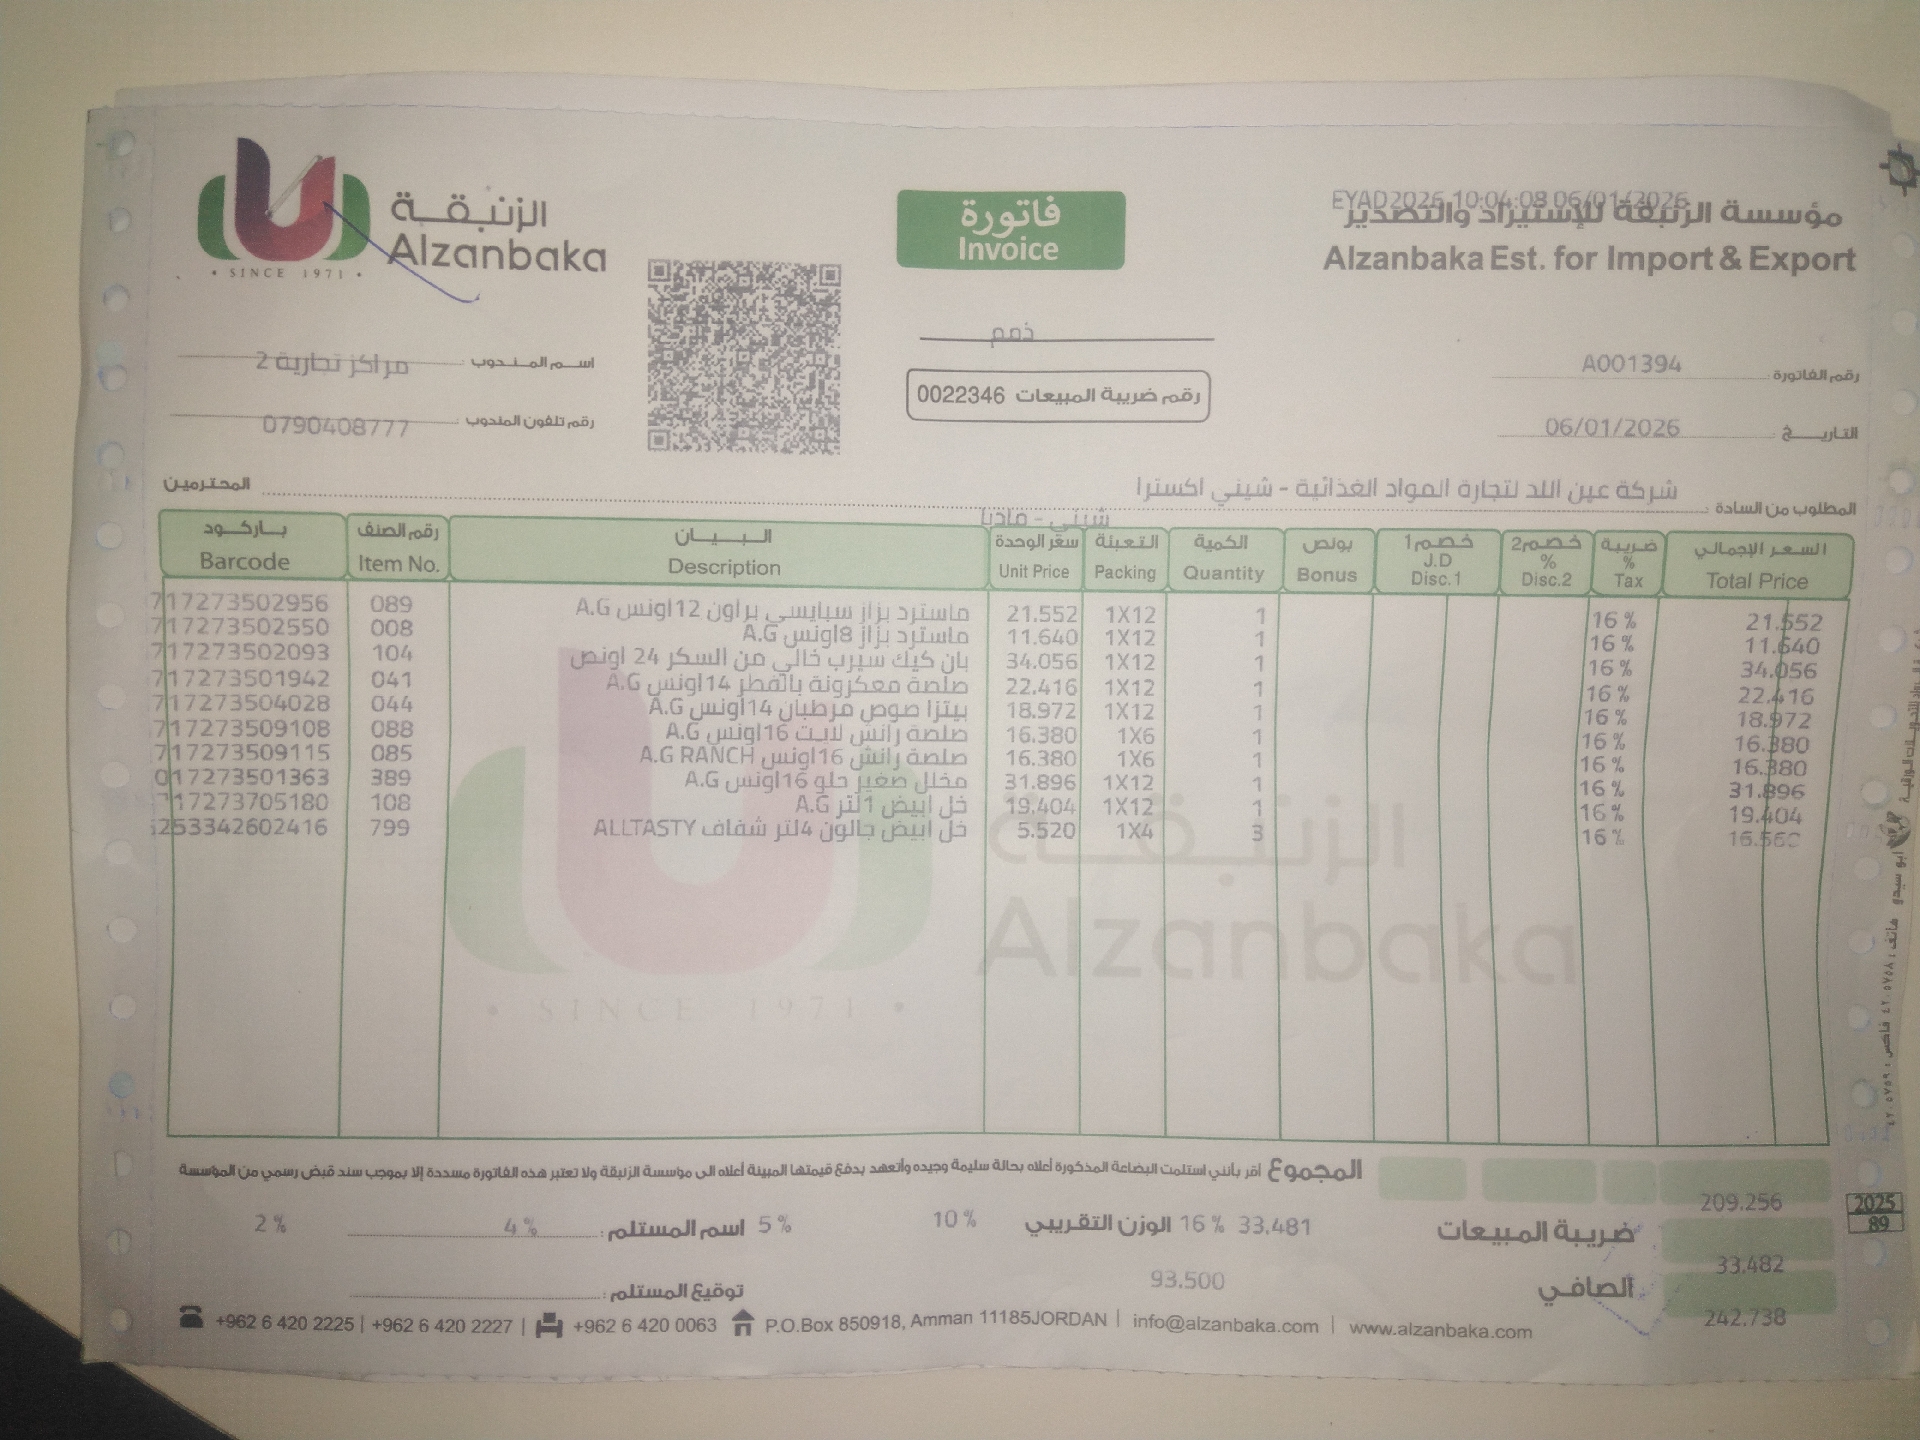 الزنبقة
Alzanbaka
• SINCE 1971 •
فاتورة
Invoice
EYAD2026 10:04:08 06/01/2026
مؤسسة الزنبقة للإستيراد والتصدير
Alzanbaka Est. for Import & Export
ذمم
رقم ضريبة المبيعات 0022346
رقم الفاتورة: A001394
التاريخ: 06/01/2026
اسم المندوب: مراكز تجارية 2
رقم تلفون المندوب: 0790408777
المطلوب من السادة: شركة عين اللد لتجارة المواد الغذائية - شيني اكسترا المحترمين
شيني - مادبا
باركود رقم الصنف البيان سعر الوحدة التعبئة الكمية بونص خصم1 خصم2 ضريبة السعر الإجمالي
Barcode Item No. Description Unit Price Packing Quantity Bonus J.D Disc.1 % Disc.2 % Tax Total Price
717273502956 089 ماسترد بزاز سبايسي براون 12اونس A.G 21.552 1X12 1 16 % 21.552
717273502550 008 ماسترد بزاز 8اونس A.G 11.640 1X12 1 16 % 11.640
717273502093 104 بان كيك سيرب خالي من السكر 24 اونص 34.056 1X12 1 16 % 34.056
717273501942 041 صلصة معكرونة بالفطر 14اونس A.G 22.416 1X12 1 16 % 22.416
717273504028 044 بيتزا صوص مرطبان 14اونس A.G 18.972 1X12 1 16 % 18.972
717273509108 088 صلصة رانش لايت 16اونس A.G 16.380 1X6 1 16 % 16.380
717273509115 085 صلصة رانش 16اونس A.G RANCH 16.380 1X6 1 16 % 16.380
017273501363 389 مخلل صغير حلو 16اونس A.G 31.896 1X12 1 16 % 31.896
717273705180 108 خل ابيض 1لتر A.G 19.404 1X12 1 16 % 19.404
253342602416 799 خل ابيض جالون 4لتر شفاف ALLTASTY 5.520 1X4 3 16 % 16.560
الزنبقة
Alzanbaka
• SINCE 1971 •
المجموع أقر بأنني استلمت البضاعة المذكورة أعلاه بحالة سليمة وجيده وأتعهد بدفع قيمتها المبينة أعلاه الى مؤسسة الزنبقة ولا تعتبر هذه الفاتورة مسددة إلا بموجب سند قبض رسمي من المؤسسة
209.256
ضريبة المبيعات 33.482
33.481 16 % الوزن التقريبي 10 % 5 % اسم المستلم: 4 % 2 %
93.500
الصافي 242.738
توقيع المستلم:
+962 6 420 2225 | +962 6 420 2227 | +962 6 420 0063 P.O.Box 850918, Amman 11185JORDAN | info@alzanbaka.com | www.alzanbaka.com
2025
89